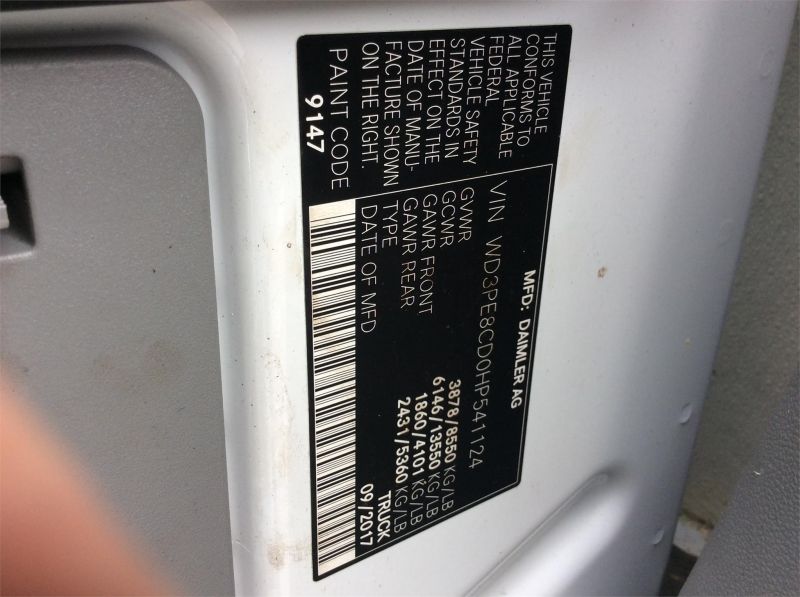 MFD: DAIMLER AG
THIS VEHICLE
CONFORMS TO
ALL APPLICABLE
FEDERAL-
VEHICLE SAFETY
STANDARDS IN
EFFECT ON THE
DATE OF MANU-
FACTURE SHOWN
ON THE RIGHT.
PAINT CODE
9147
VIN WD3PE8CD0HP541124
GVWR 3878/8550 KG/LB
GCWR 6146/13550 KG/LB
GAWR FRONT 1860/4101 KG/LB
GAWR REAR 2431/5360 KG/LB
TYPE TRUCK
DATE OF MFD 09/2017